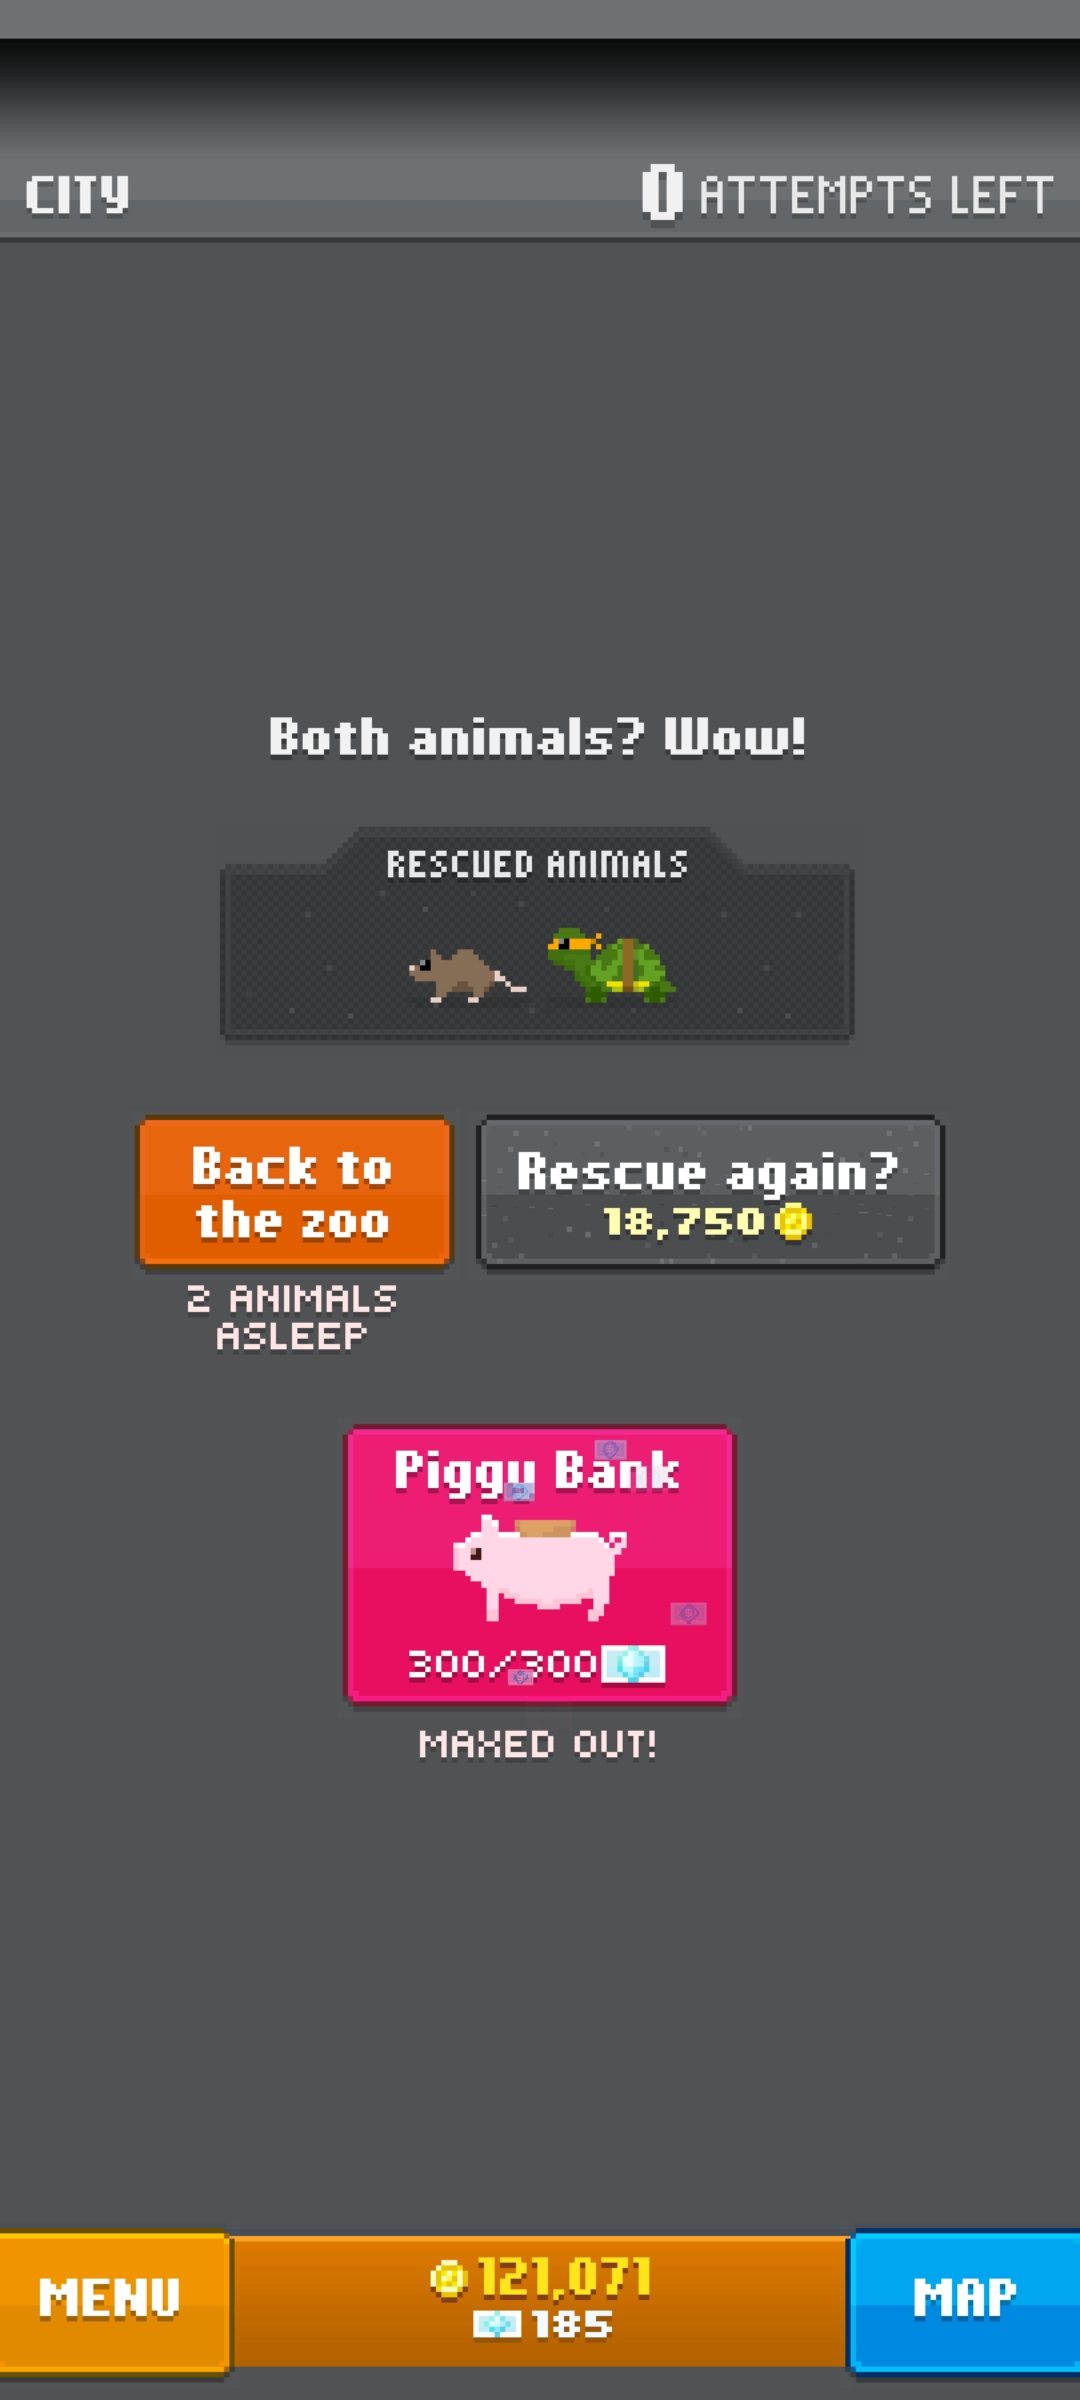 CITY
0 ATTEMPTS LEFT
Both animals? Wow!
RESCUED ANIMALS
Back to
the zoo
Rescue again?
18,750
2 ANIMALS
ASLEEP
Piggy Bank
300/300
MAXED OUT!
MENU
121,071
185
MAP